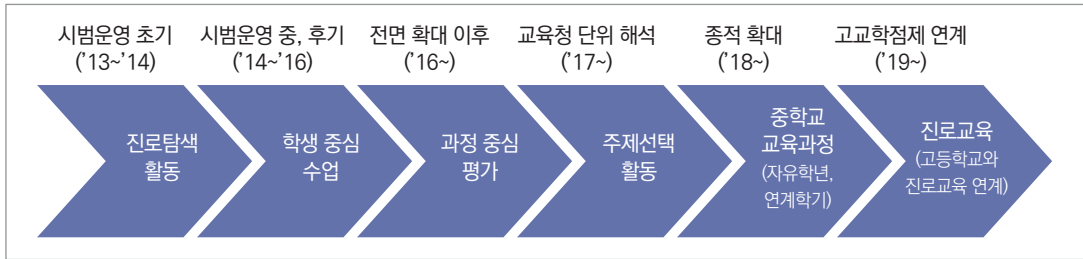 시범운영 초기
(’13~’14)
시범운영 중, 후기
(’14~’16)
전면 확대 이후
(’16~)
교육청 단위 해석
(’17~)
종적 확대
(’18~)
고교학점제 연계
(’19~)
진로탐색
활동
학생 중심
수업
과정 중심
평가
주제선택
활동
중학교
교육과정
(자유학년,
연계학기)
진로교육
(고등학교와
진로교육 연계)